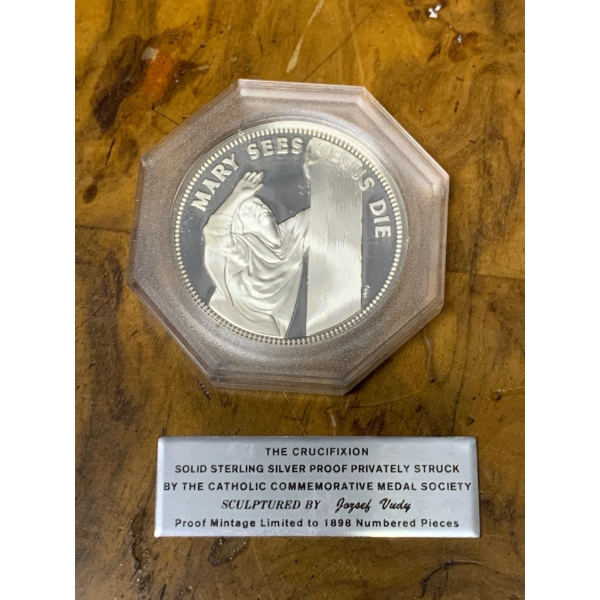 MARY SEES JESUS DIE
THE CRUCIFIXION
SOLID STERLING SILVER PROOF PRIVATELY STRUCK
BY THE CATHOLIC COMMEMORATIVE MEDAL SOCIETY
SCULPTURED BY Jozsef Vudy
Proof Mintage Limited to 1898 Numbered Pieces